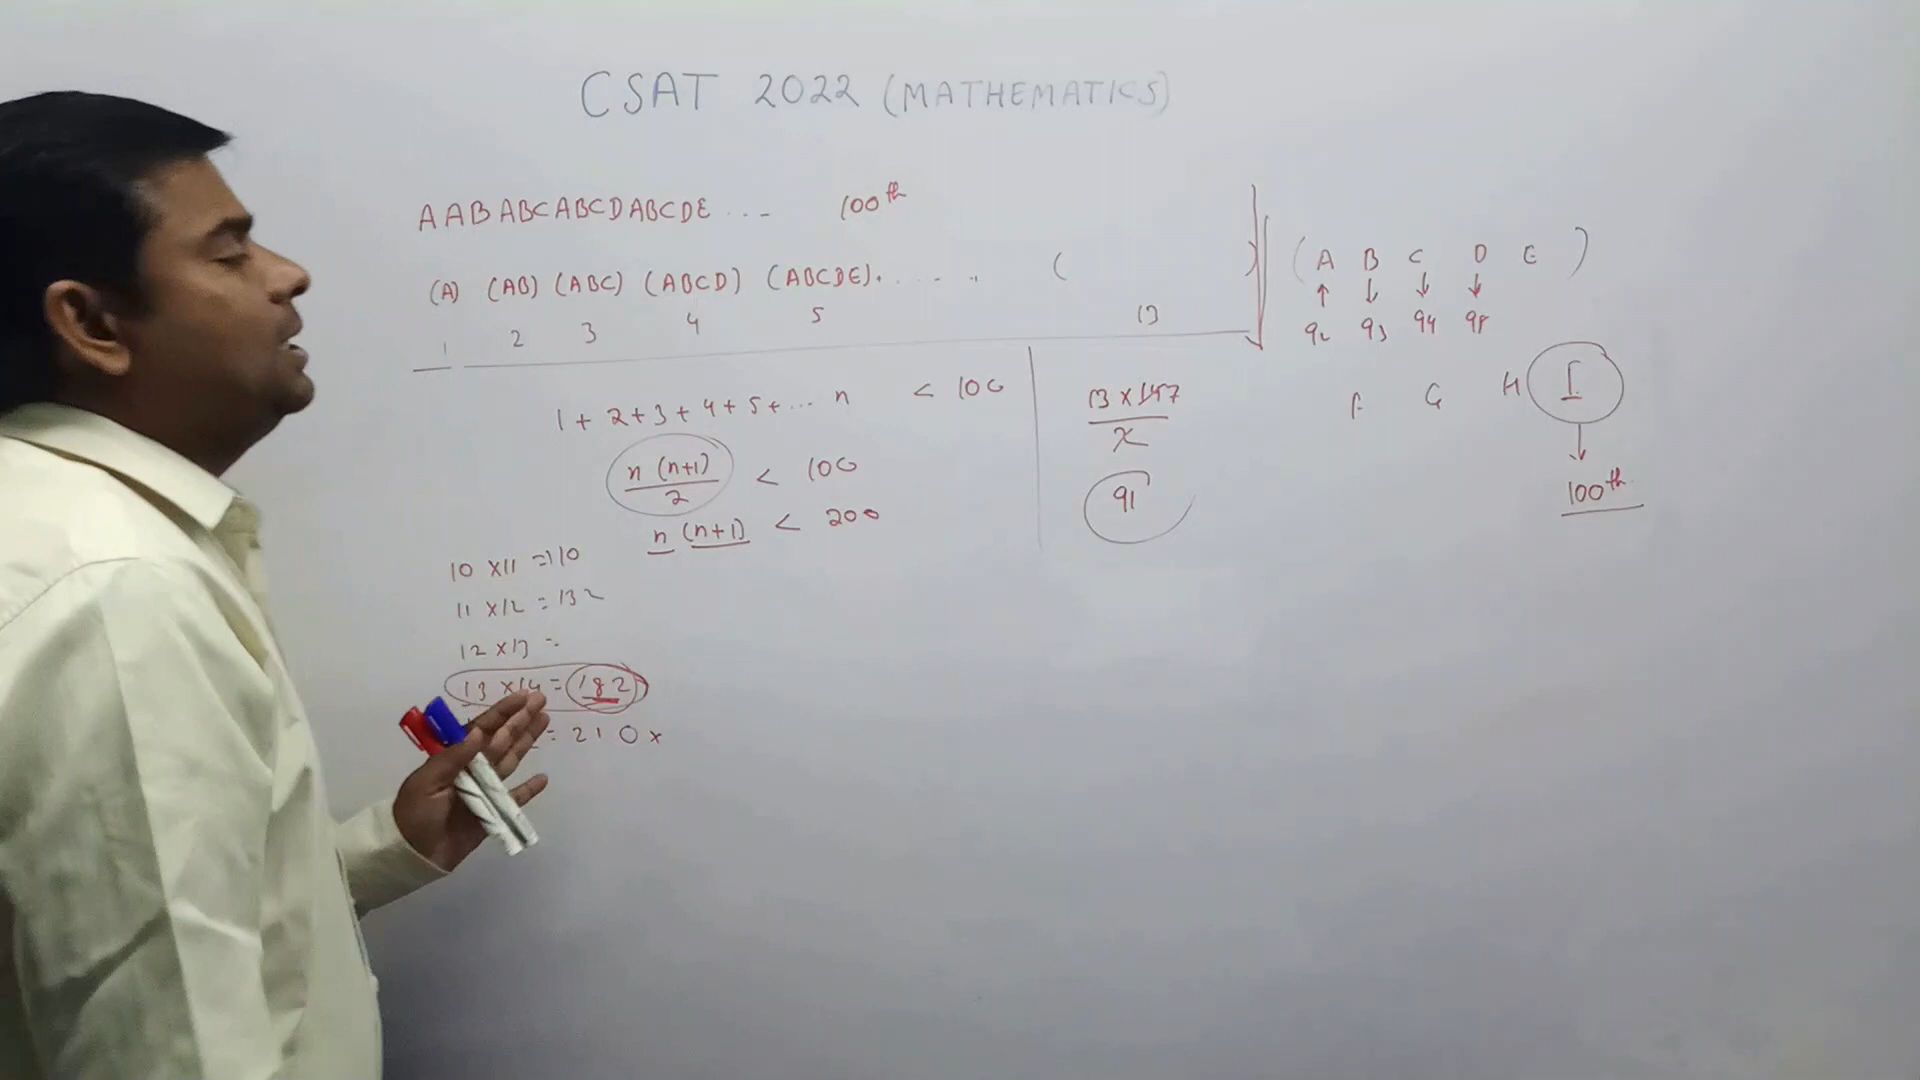 CSAT 2022 (MATHEMATICS)
AABABCABCDABCDE ... 100th
(A) (AB) (ABC) (ABCD) (ABCDE). . . . . . ( )
1 2 3 4 5 13
1 + 2 + 3 + 4 + 5 + ... n < 100
n (n+1) / 2 < 100
n (n+1) < 200
10 x 11 = 110
11 x 12 = 132
12 x 13 =
13 x 14 = 182
= 210 x
13 x
91
( A B C D E )
92 93 94 95
F G H I
100th